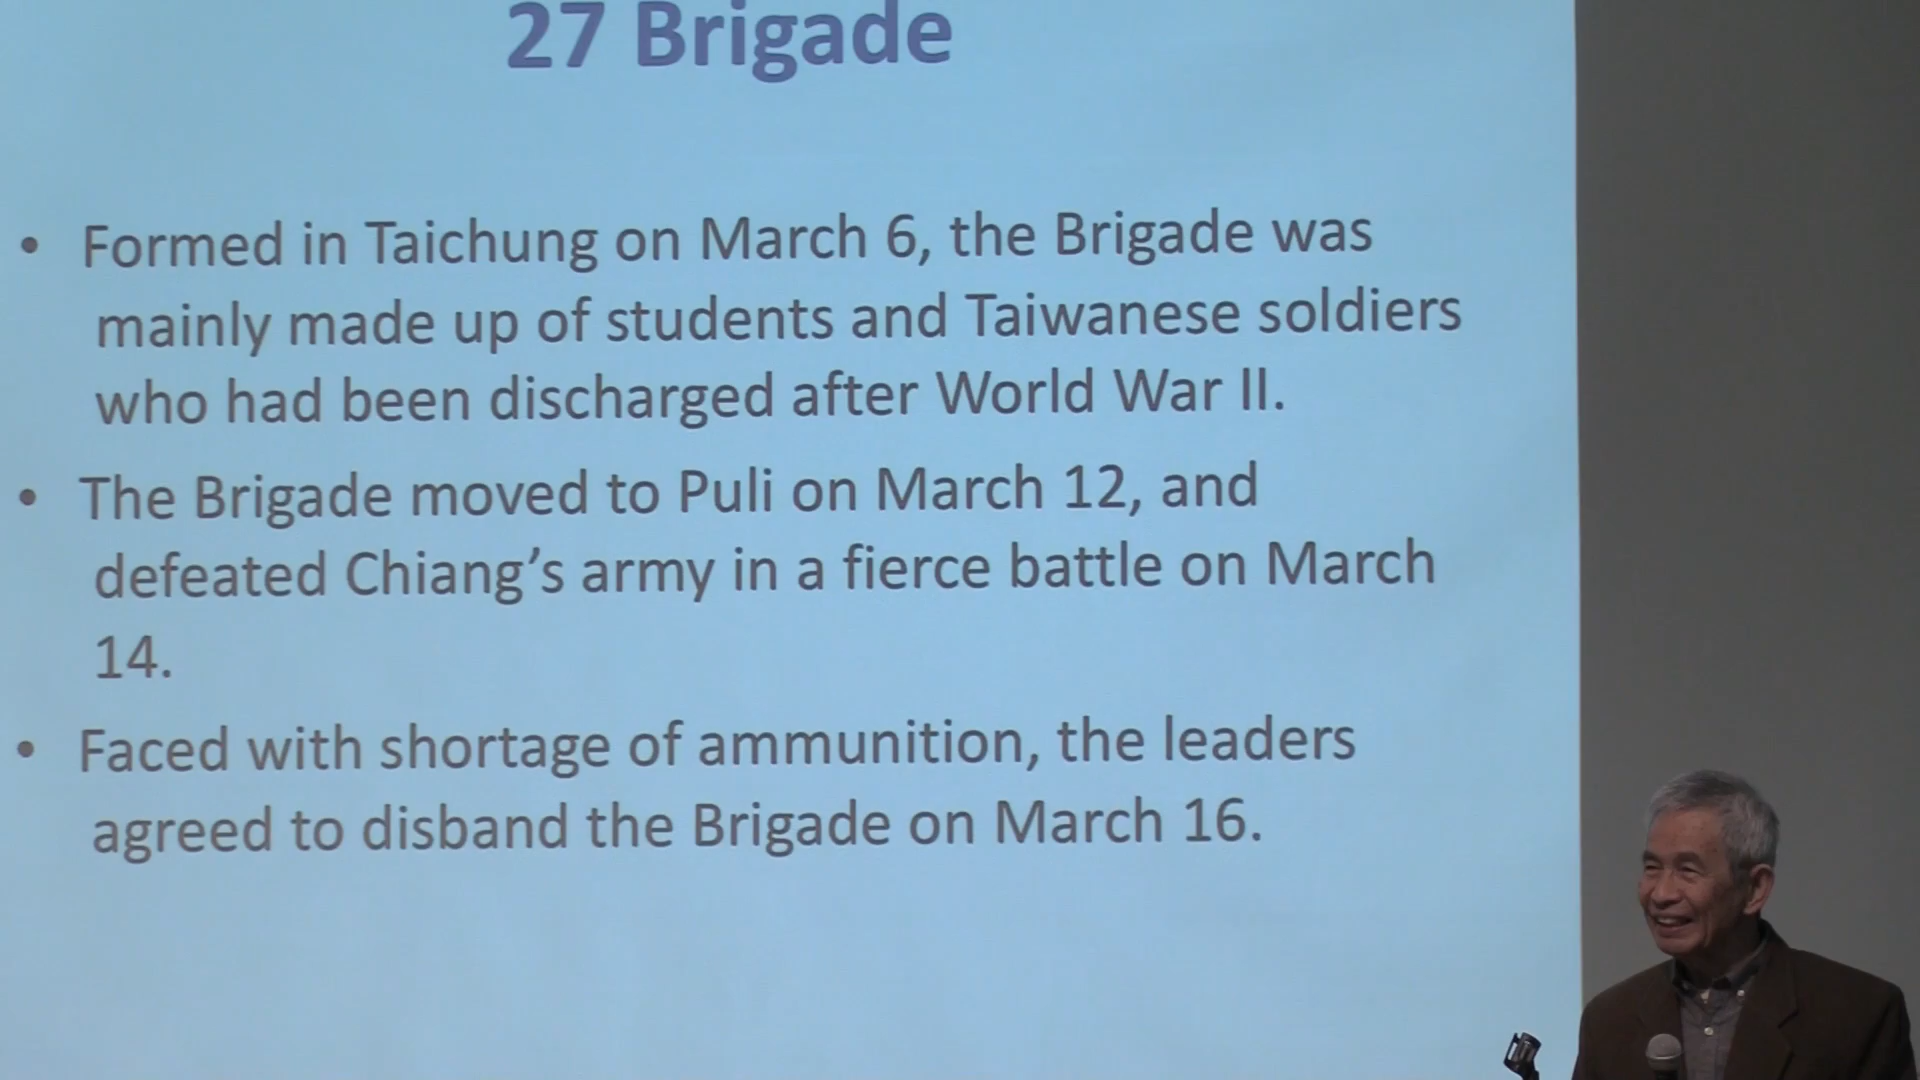 27 Brigade
• Formed in Taichung on March 6, the Brigade was
mainly made up of students and Taiwanese soldiers
who had been discharged after World War II.
• The Brigade moved to Puli on March 12, and
defeated Chiang’s army in a fierce battle on March
14.
• Faced with shortage of ammunition, the leaders
agreed to disband the Brigade on March 16.